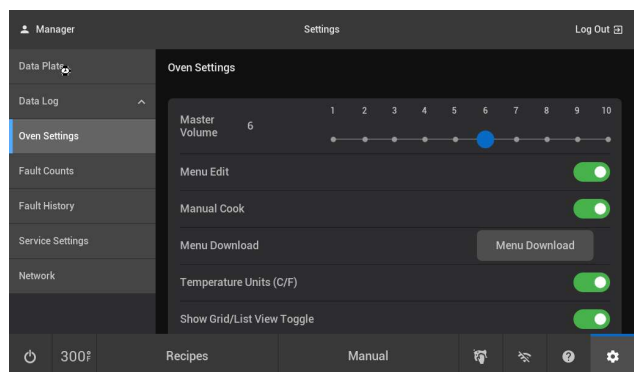 Manager
Settings
Log Out
Data Plate
Data Log
Oven Settings
Fault Counts
Fault History
Service Settings
Network
Oven Settings
Master
Volume
6
1 2 3 4 5 6 7 8 9 10
Menu Edit
Manual Cook
Menu Download
Menu Download
Temperature Units (C/F)
Show Grid/List View Toggle
300
Recipes
Manual